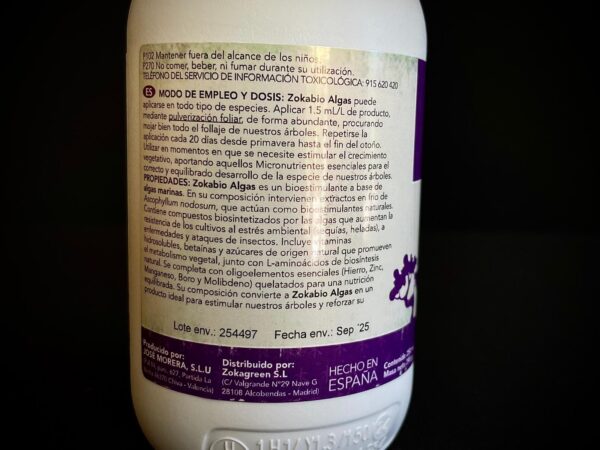 P102 Mantener fuera del alcance de los niños.
P270 No comer, beber, ni fumar durante su utilización.
TELÉFONO DEL SERVICIO DE INFORMACIÓN TOXICOLÓGICA: 915 620 420
ES MODO DE EMPLEO Y DOSIS: Zokabio Algas puede
aplicarse en todo tipo de especies. Aplicar 1.5 mL/L de producto,
mediante pulverización foliar, de forma abundante, procurando
mojar bien todo el follaje de nuestros árboles. Repetirse la
aplicación cada 20 días desde primavera hasta el fin del otoño.
Utilizar en momentos en que se necesite estimular el crecimiento
vegetativo, aportando aquellos Micronutrientes esenciales para el
correcto y equilibrado desarrollo de la especie de nuestros árboles.
PROPIEDADES: Zokabio Algas es un bioestimulante a base de
algas marinas. En su composición intervienen extractos en frio de
Ascophyllum nodosum, que actúan como bioestimulantes naturales.
Contiene compuestos biosintetizados por las algas que aumentan la
resistencia de los cultivos al estrés ambiental (sequías, heladas), a
enfermedades y ataques de insectos. Incluye vitaminas
hidrosolubles, betaínas y azúcares de origen natural que promueven
el metabolismo vegetal, junto con L-aminoácidos de biosíntesis
natural. Se completa con oligoelementos esenciales (Hierro, Zinc,
Manganeso, Boro y Molibdeno) quelatados para una nutrición
equilibrada. Su composición convierte a Zokabio Algas en un
producto ideal para estimular nuestros árboles y reforzar su
Lote env.: 254497 Fecha env.: Sep ´25
Producido por:
JOSÉ MORERA, S.L.U
677, Partida La
46370 Chiva - Valencia)
Distribuido por:
Zokagreen S.L
(C/ Valgrande Nº29 Nave G
28108 Alcobendas - Madrid)
HECHO EN
ESPAÑA
Contenido
Masa